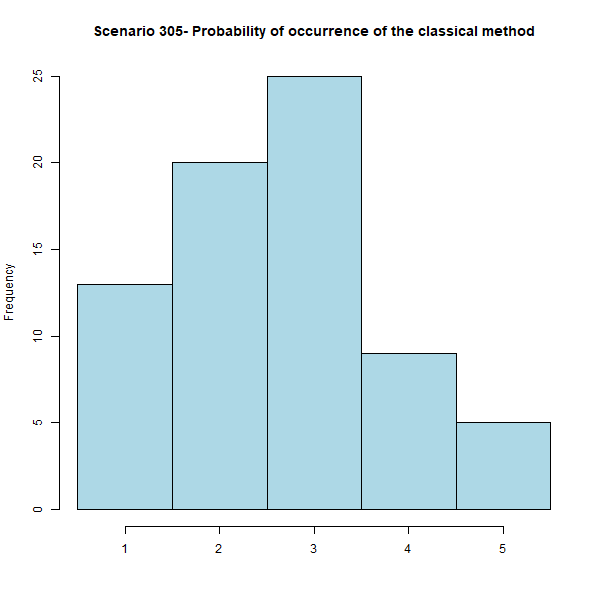 Scenario 305- Probability of occurrence of the classical method
25
20
15
10
5
0
Frequency
1 2 3 4 5